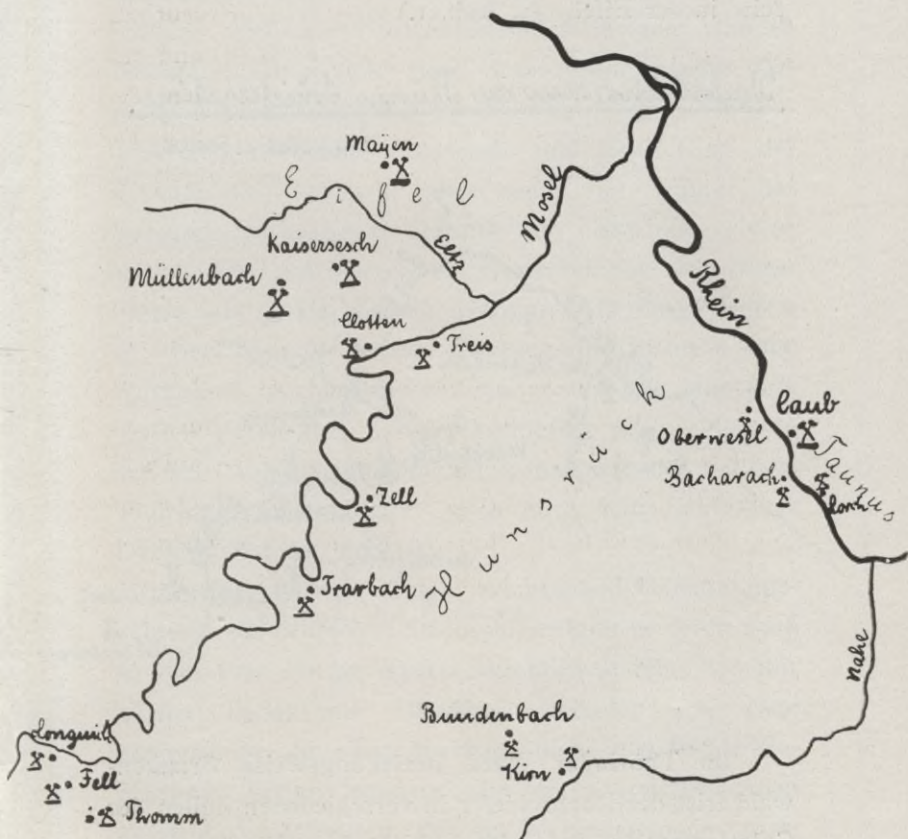 Mayen
Eifel
Mosel
Eltz
Kaisersesch
Müllenbach
Clotten
Treis
Rhein
Caub
Oberwesel
Taunus
Bacharach
Lorch
Zell
Hunsrück
Trarbach
Nahe
Bundenbach
Kirn
Longuich
Fell
Thomm